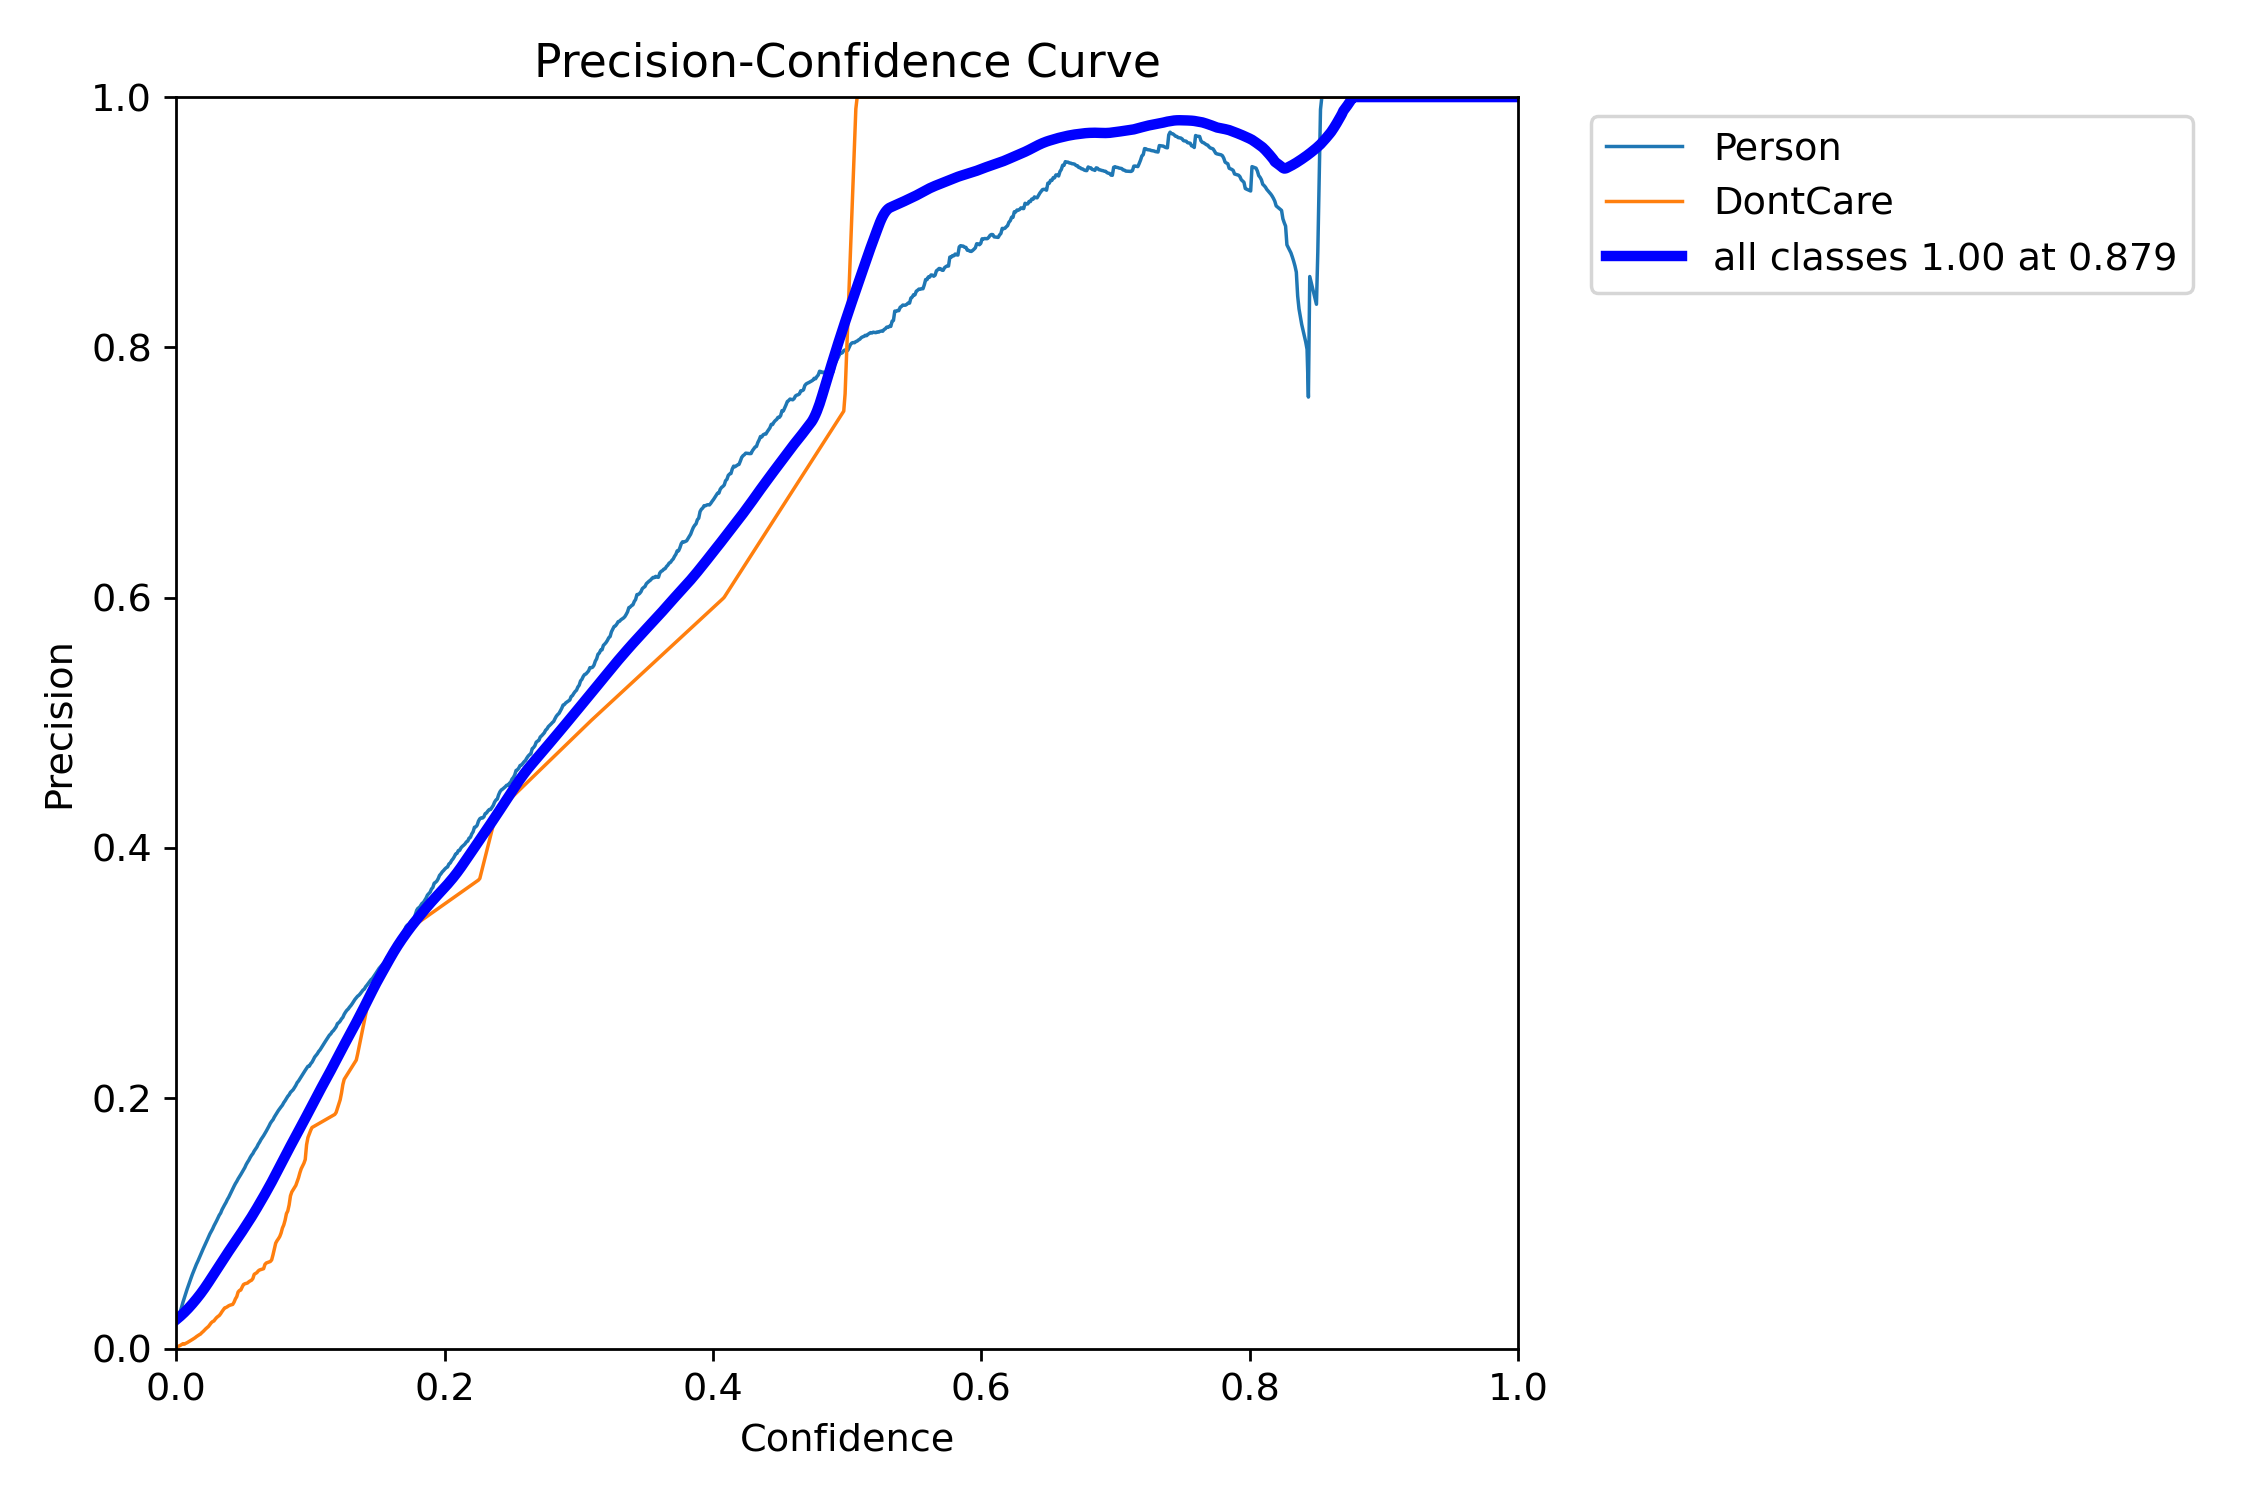 Precision-Confidence Curve
1.0
0.8
0.6
0.4
0.2
0.0
Precision
0.0 0.2 0.4 0.6 0.8 1.0
Confidence
Person
DontCare
all classes 1.00 at 0.879